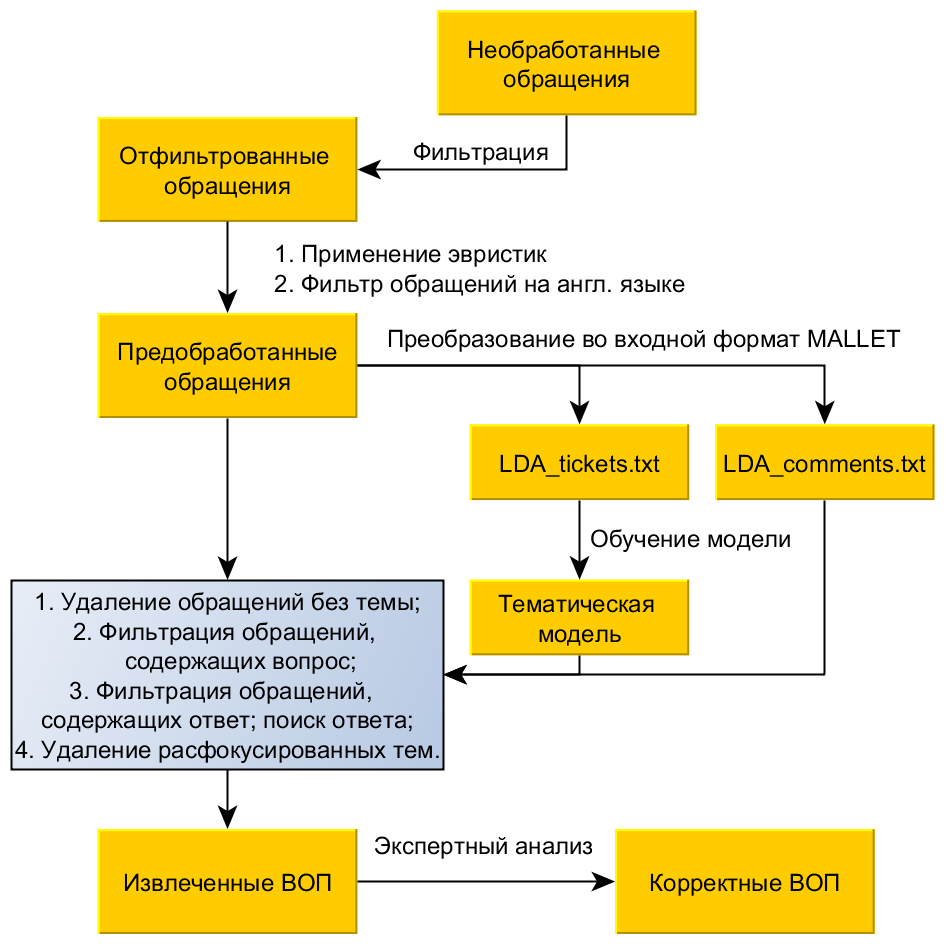 Необработанные
обращения
Фильтрация
Отфильтрованные
обращения
1. Применение эвристик
2. Фильтр обращений на англ. языке
Преобразование во входной формат MALLET
Предобработанные
обращения
LDA_tickets.txt
LDA_comments.txt
Обучение модели
Тематическая
модель
1. Удаление обращений без темы;
2. Фильтрация обращений,
содержащих вопрос;
3. Фильтрация обращений,
содержащих ответ; поиск ответа;
4. Удаление расфокусированных тем.
Экспертный анализ
Извлеченные ВОП
Корректные ВОП